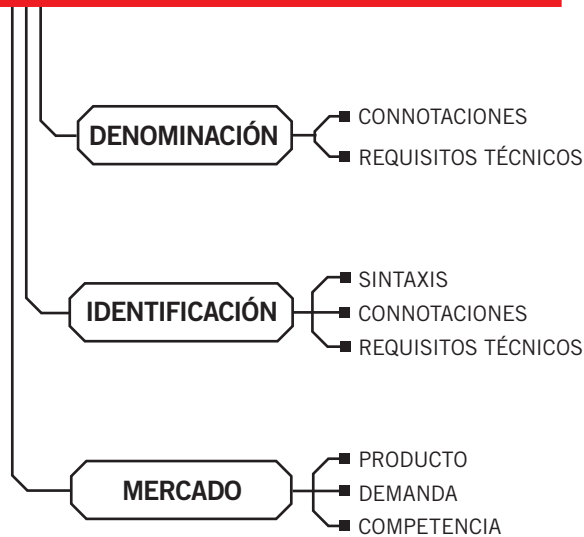 DENOMINACIÓN
CONNOTACIONES
REQUISITOS TÉCNICOS
IDENTIFICACIÓN
SINTAXIS
CONNOTACIONES
REQUISITOS TÉCNICOS
MERCADO
PRODUCTO
DEMANDA
COMPETENCIA